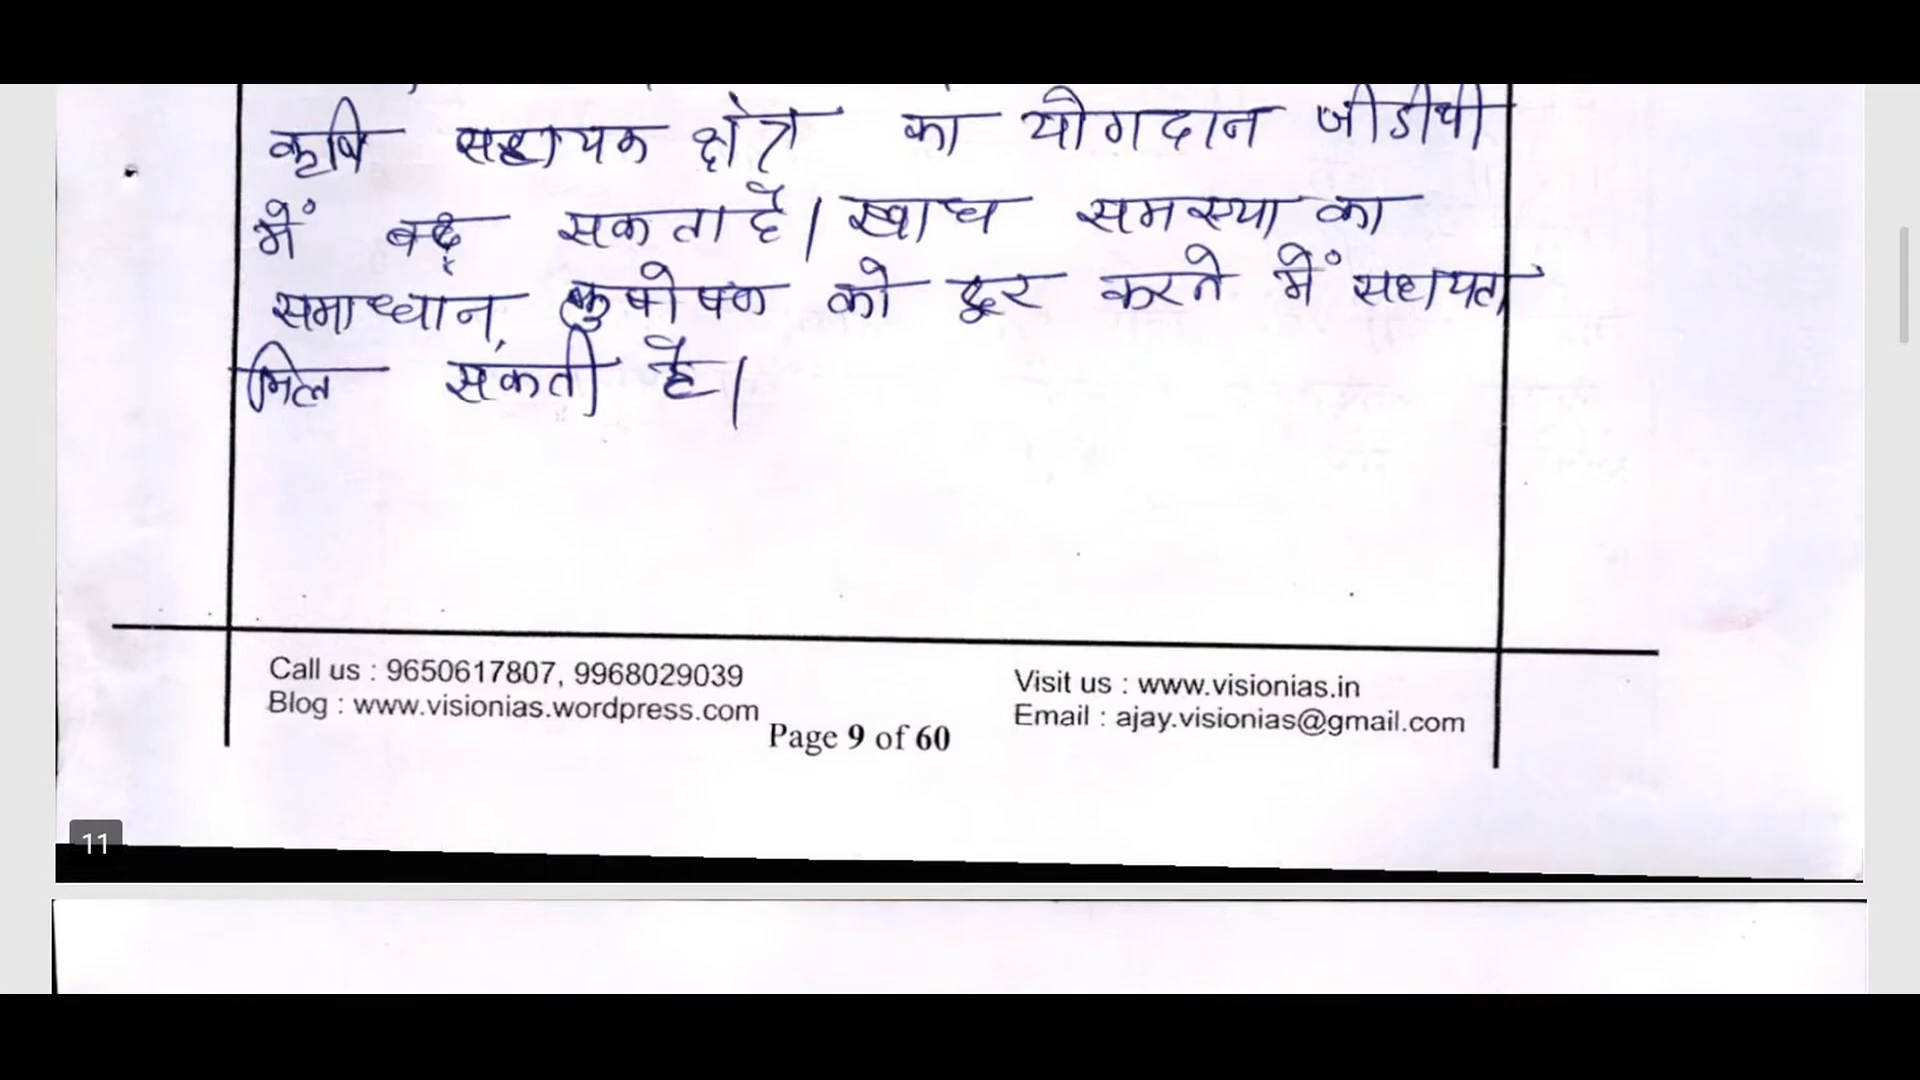 कृषि सहायक क्षेत्र का योगदान जीडीपी
में बढ़ सकता है। खाध समस्या का
समाध्यान, कुपोषण को दूर करने में सहायता
मिल सकती है।
Call us : 9650617807, 9968029039
Visit us : www.visionias.in
Blog : www.visionias.wordpress.com
Email : ajay.visionias@gmail.com
Page 9 of 60
11